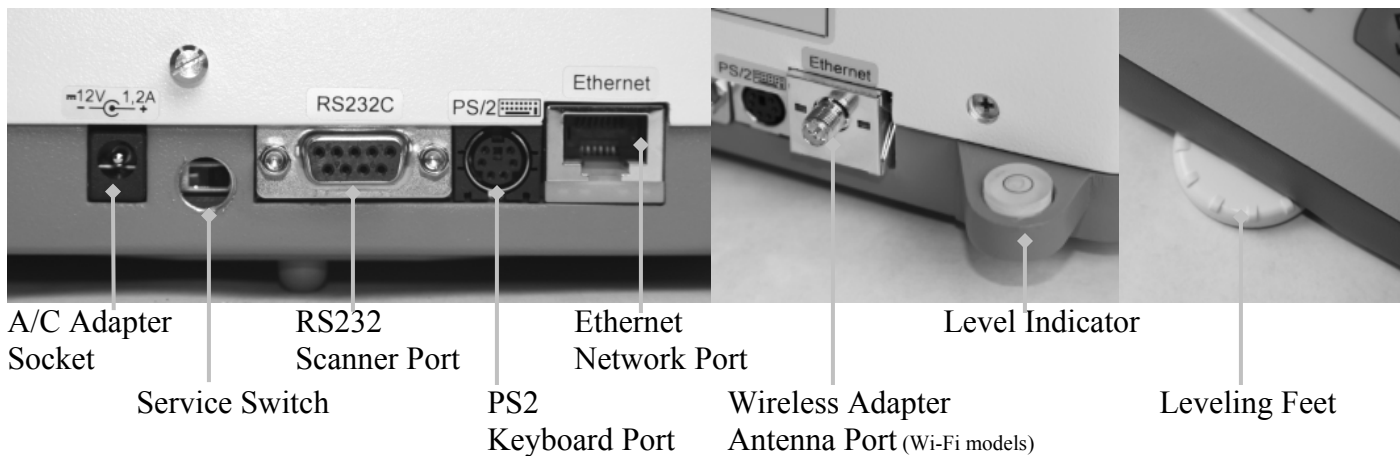 ⎓12V 1,2A
- +
RS232C
PS/2
Ethernet
PS/2
Ethernet
A/C Adapter
Socket
Service Switch
RS232
Scanner Port
PS2
Keyboard Port
Ethernet
Network Port
Wireless Adapter
Antenna Port (Wi-Fi models)
Level Indicator
Leveling Feet